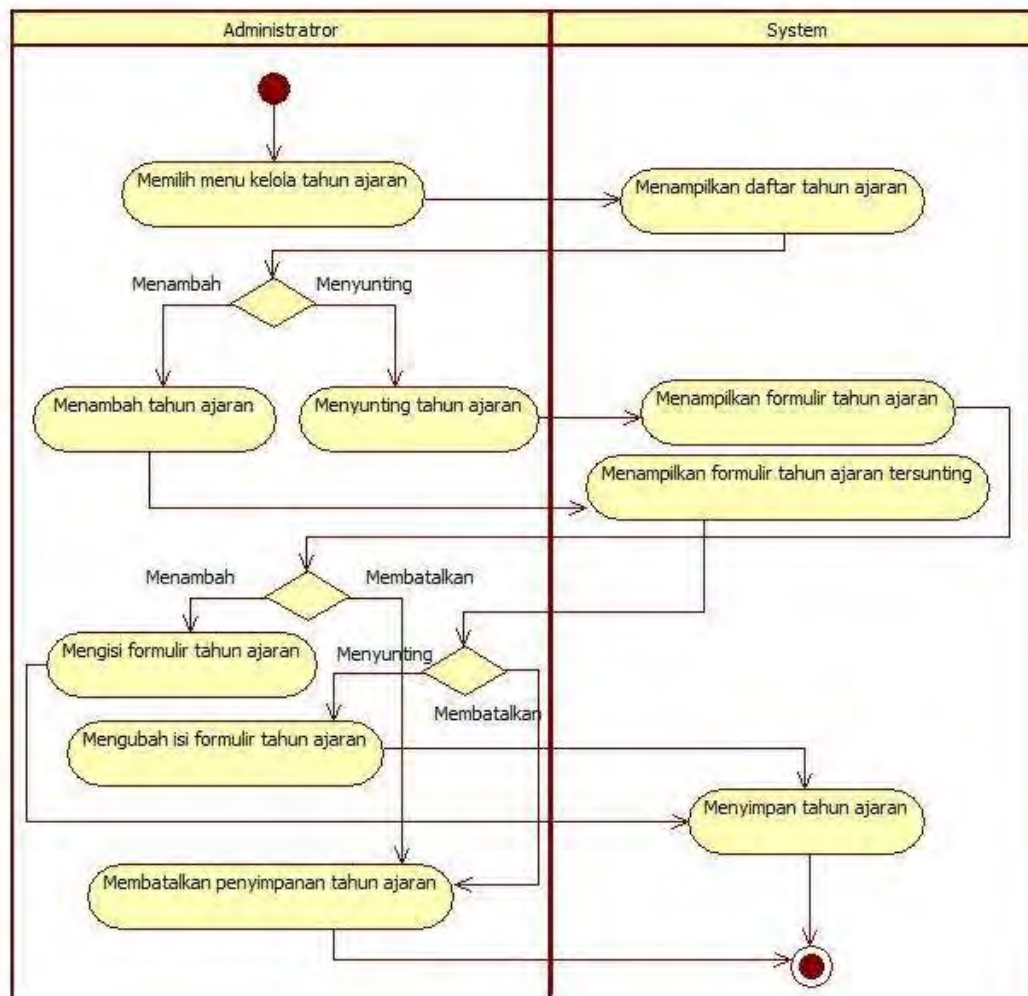 Administratror
System
Memilih menu kelola tahun ajaran
Menampilkan daftar tahun ajaran
Menambah
Menyunting
Menambah tahun ajaran
Menyunting tahun ajaran
Menampilkan formulir tahun ajaran
Menampilkan formulir tahun ajaran tersunting
Menambah
Membatalkan
Mengisi formulir tahun ajaran
Menyunting
Membatalkan
Mengubah isi formulir tahun ajaran
Menyimpan tahun ajaran
Membatalkan penyimpanan tahun ajaran